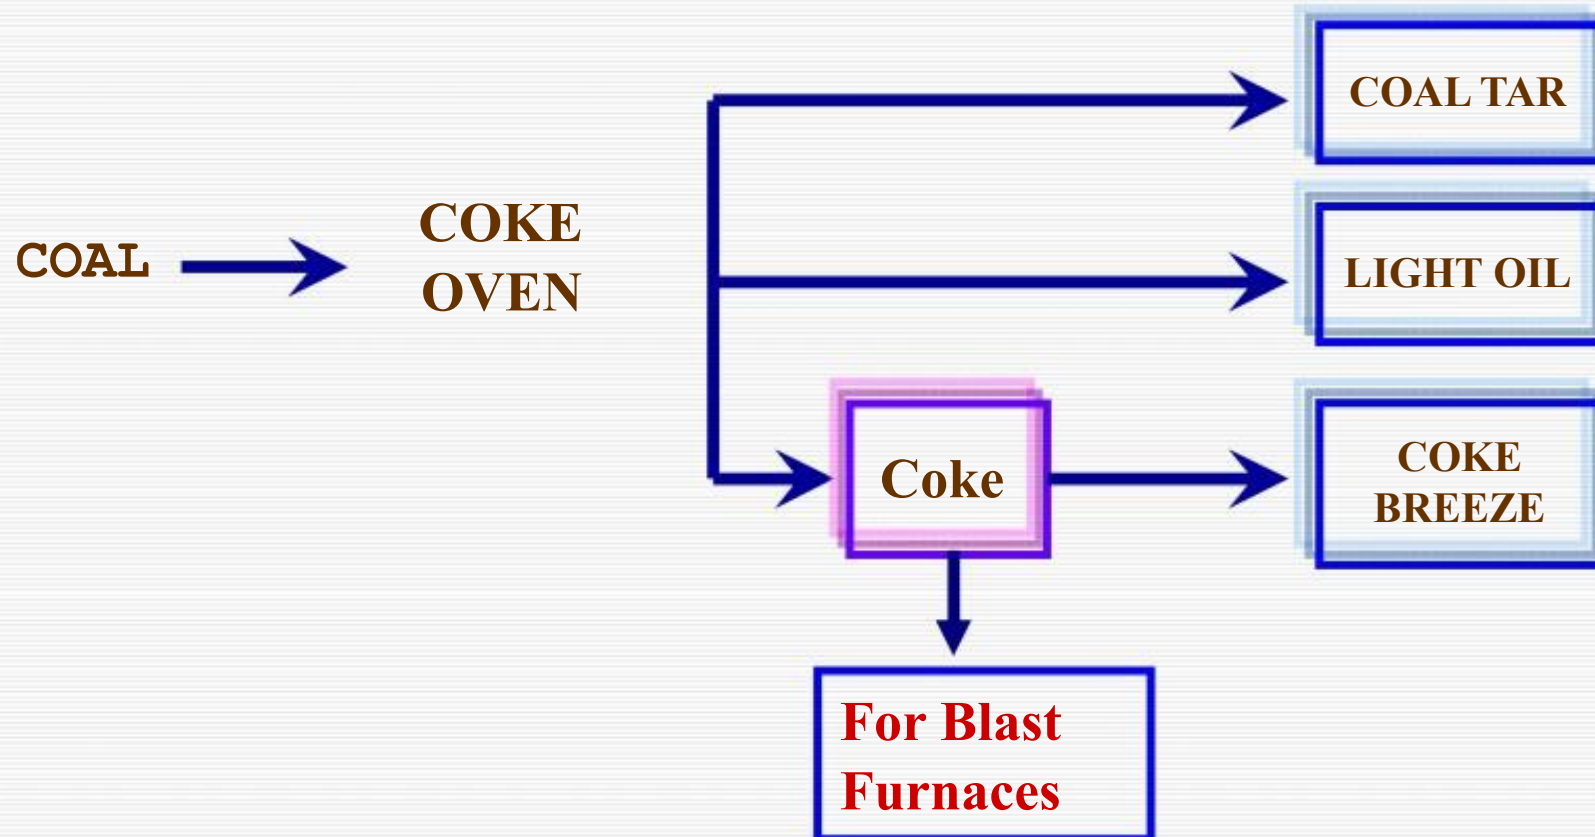 COAL TAR
COAL
COKE
OVEN
LIGHT OIL
Coke
COKE
BREEZE
For Blast
Furnaces